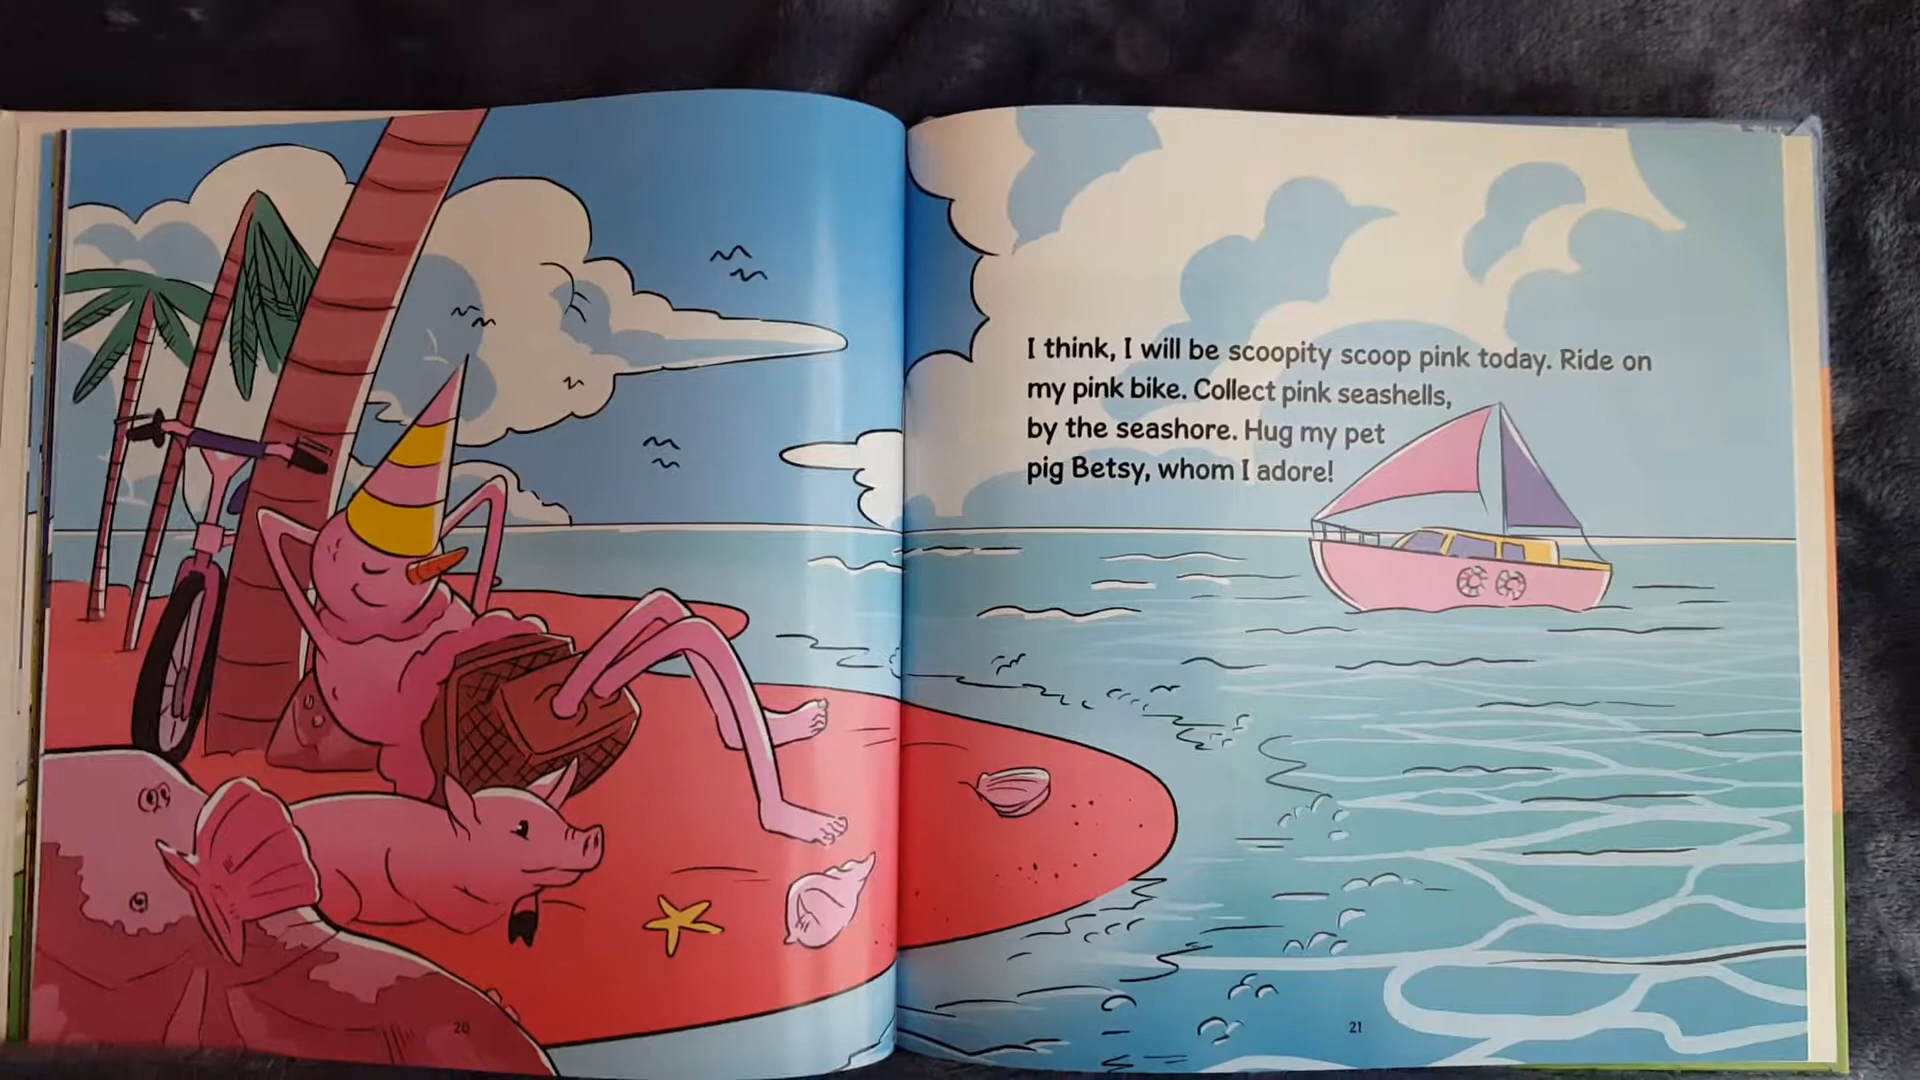 I think, I will be scoopity scoop pink today. Ride on
my pink bike. Collect pink seashells,
by the seashore. Hug my pet
pig Betsy, whom I adore!
20
21